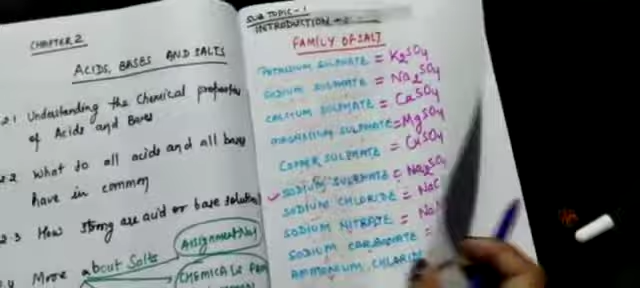 CHAPTER 2
ACIDS, BASES AND SALTS
2.1 Understanding the Chemical properties
of Acids and Bases
2.2 What do all acids and all bases
have in common
2.3 How strong are acid or base solution
More about Salts
Assignment No1
CHEMICALS FROM
SUB TOPIC - 1
INTRODUCTION
FAMILY OF SALT
POTASSIUM SULPHATE = K2SO4
SODIUM SULPHATE = Na2SO4
CALCIUM SULPHATE = CaSO4
MAGNESIUM SULPHATE = MgSO4
COPPER SULPHATE = CuSO4
SODIUM SULPHATE = Na2SO4
SODIUM CHLORIDE = NaC
SODIUM NITRATE = Na
SODIUM CARBONATE =
AMMONIUM CHLORIDE